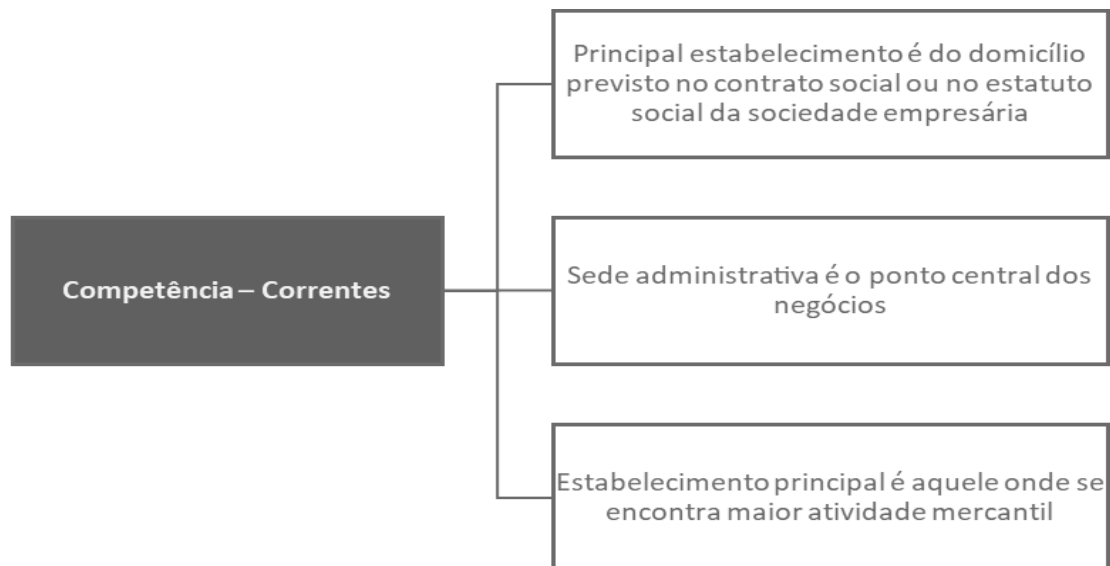 Competência – Correntes
Principal estabelecimento é do domicílio
previsto no contrato social ou no estatuto
social da sociedade empresária
Sede administrativa é o ponto central dos
negócios
Estabelecimento principal é aquele onde se
encontra maior atividade mercantil